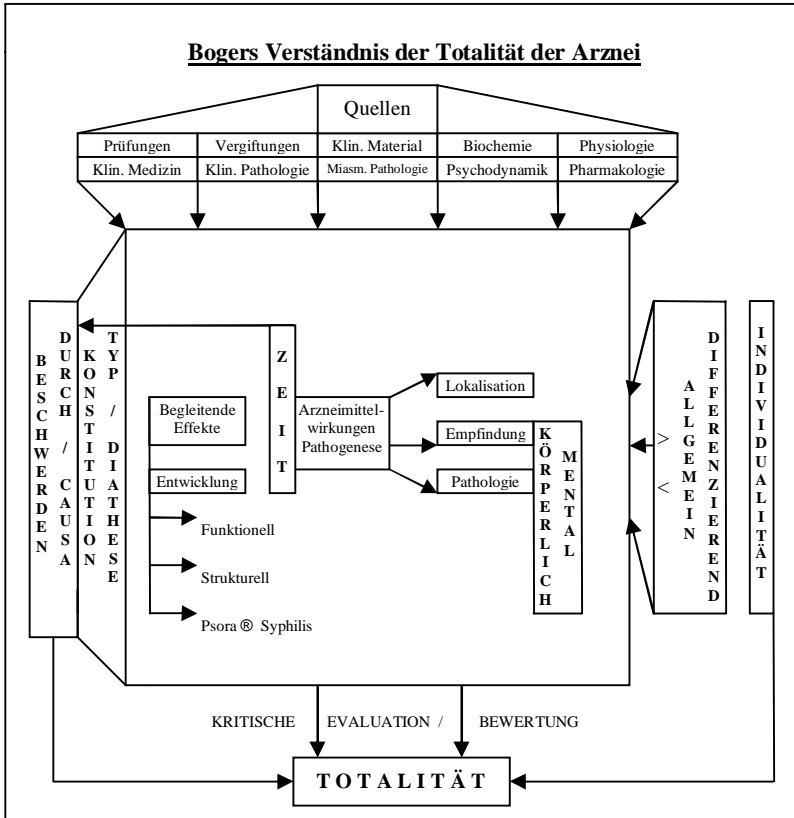 Bogers Verständnis der Totalität der Arznei
Quellen
Prüfungen Vergiftungen Klin. Material Biochemie Physiologie
Klin. Medizin Klin. Pathologie Miasm. Pathologie Psychodynamik Pharmakologie
BESCHWERDEN
DURCH / CAUSA
KONSTITUTION
TYP / DIATHESE
ZEIT
Begleitende
Effekte
Entwicklung
Funktionell
Strukturell
Psora ® Syphilis
Arzneimittel-
wirkungen
Pathogenese
Lokalisation
Empfindung
Pathologie
KÖRPERLICH
MENTAL
> <
ALLGEMEIN
DIFFERENZIEREND
INDIVIDUALITÄT
KRITISCHE EVALUATION / BEWERTUNG
TOTALITÄT